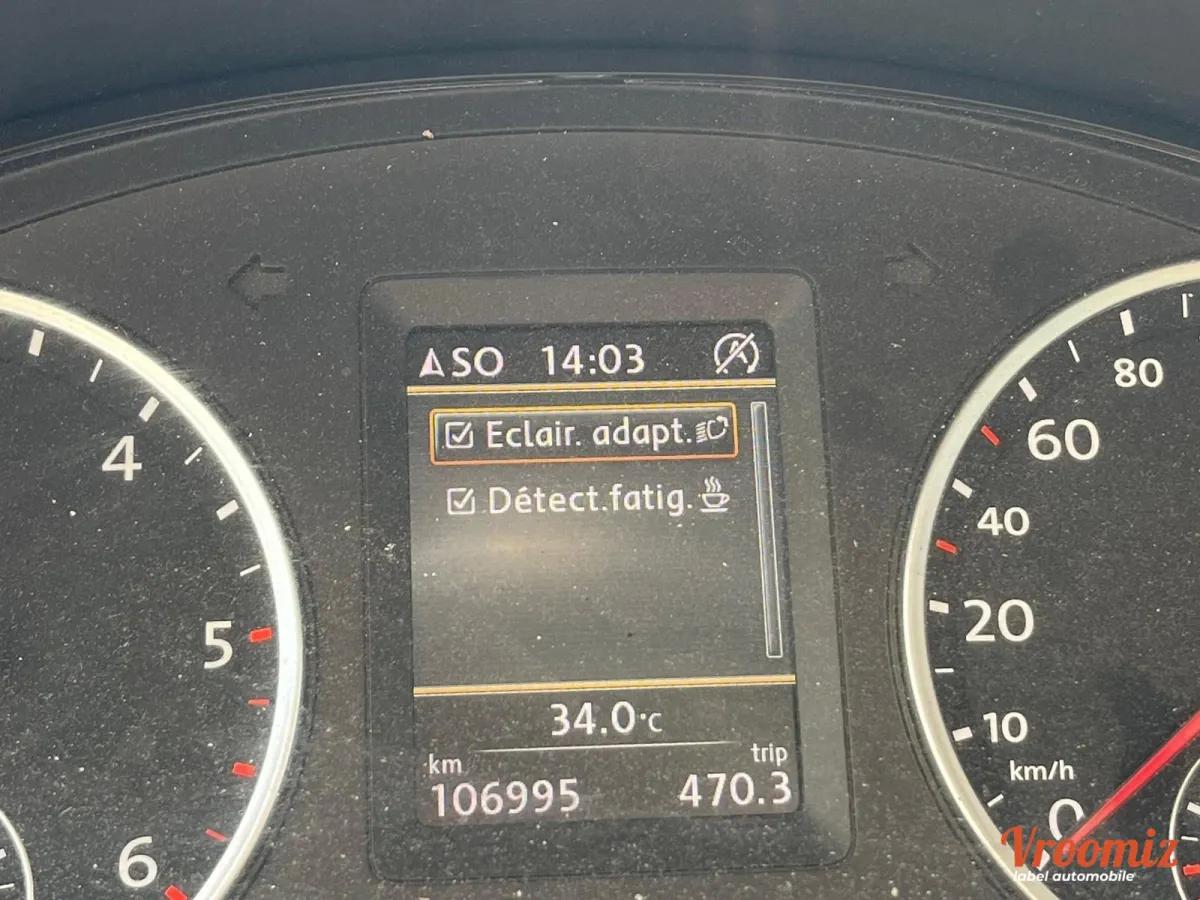 SO 14:03
Eclair. adapt.
Détect.fatig.
34.0°C
km trip
106995 470.3
4
5
6
80
60
40
20
10
km/h
0
Vroomiz
label automobile